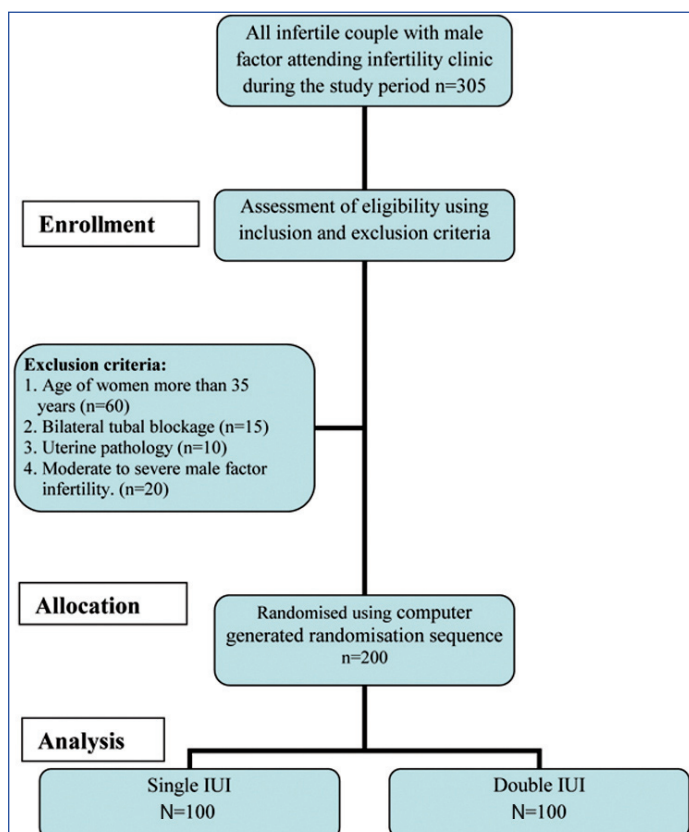 All infertile couple with male
factor attending infertility clinic
during the study period n=305
Enrollment
Assessment of eligibility using
inclusion and exclusion criteria
Exclusion criteria:
1. Age of women more than 35
years (n=60)
2. Bilateral tubal blockage (n=15)
3. Uterine pathology (n=10)
4. Moderate to severe male factor
infertility. (n=20)
Allocation
Randomised using computer
generated randomisation sequence
n=200
Analysis
Single IUI
N=100
Double IUI
N=100